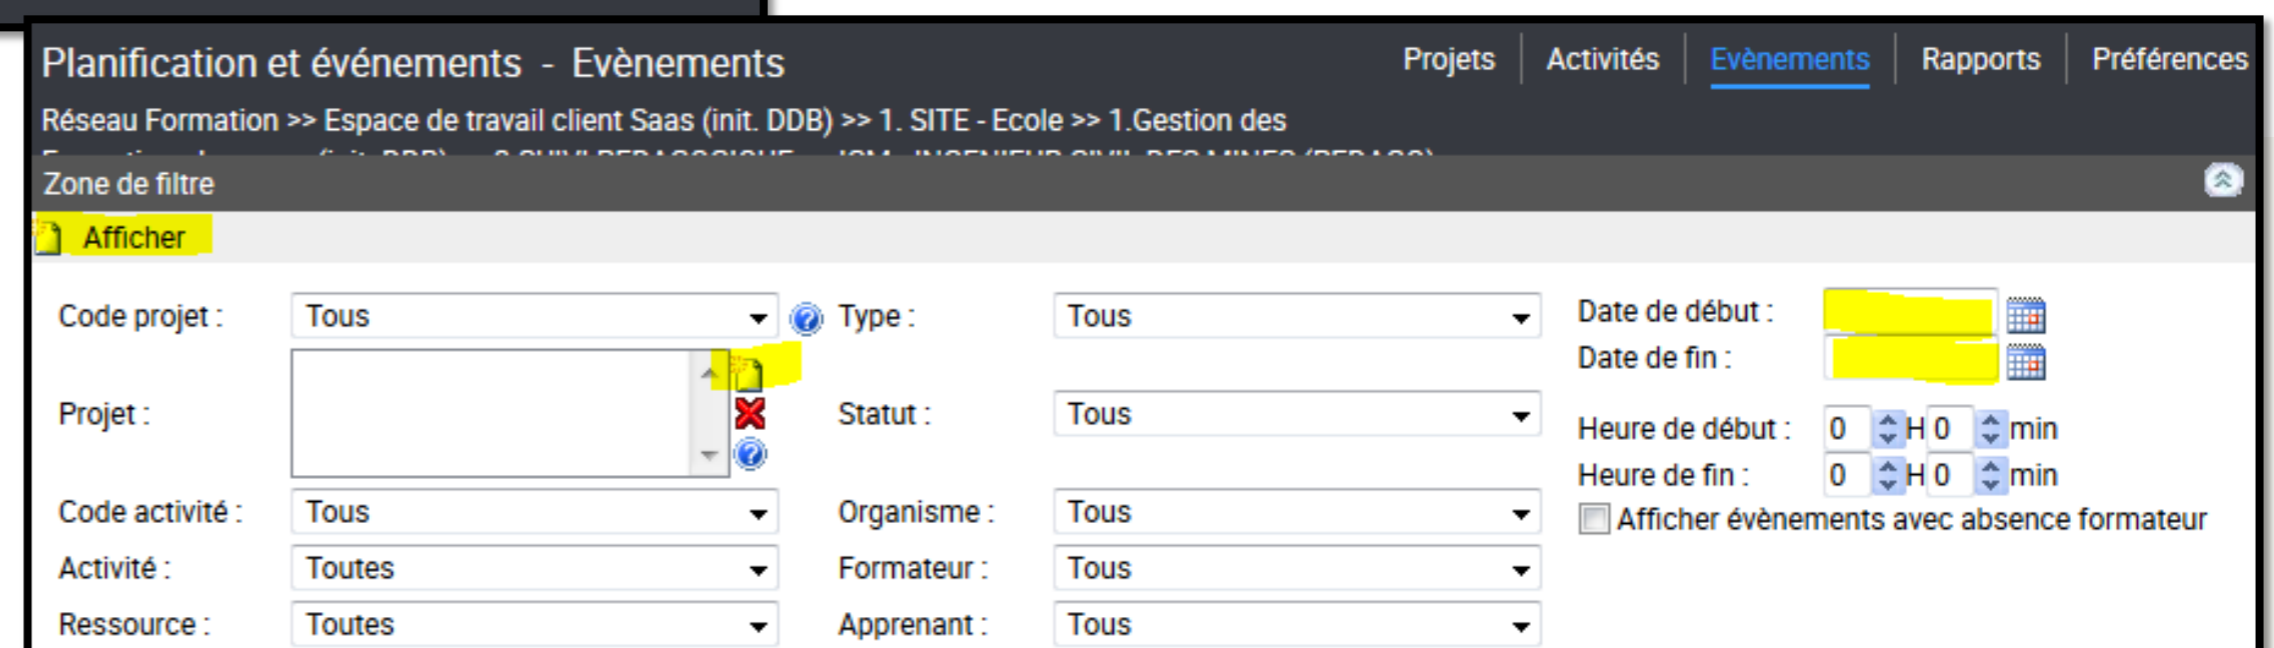 Planification et événements - Evènements
Projets Activités Evènements Rapports Préférences
Réseau Formation >> Espace de travail client Saas (init. DDB) >> 1. SITE - Ecole >> 1.Gestion des
Zone de filtre
Afficher
Code projet : Tous Type : Tous Date de début :
Date de fin :
Projet : Statut : Tous Heure de début : 0 H 0 min
Heure de fin : 0 H 0 min
Code activité : Tous Organisme : Tous Afficher évènements avec absence formateur
Activité : Toutes Formateur : Tous
Ressource : Toutes Apprenant : Tous